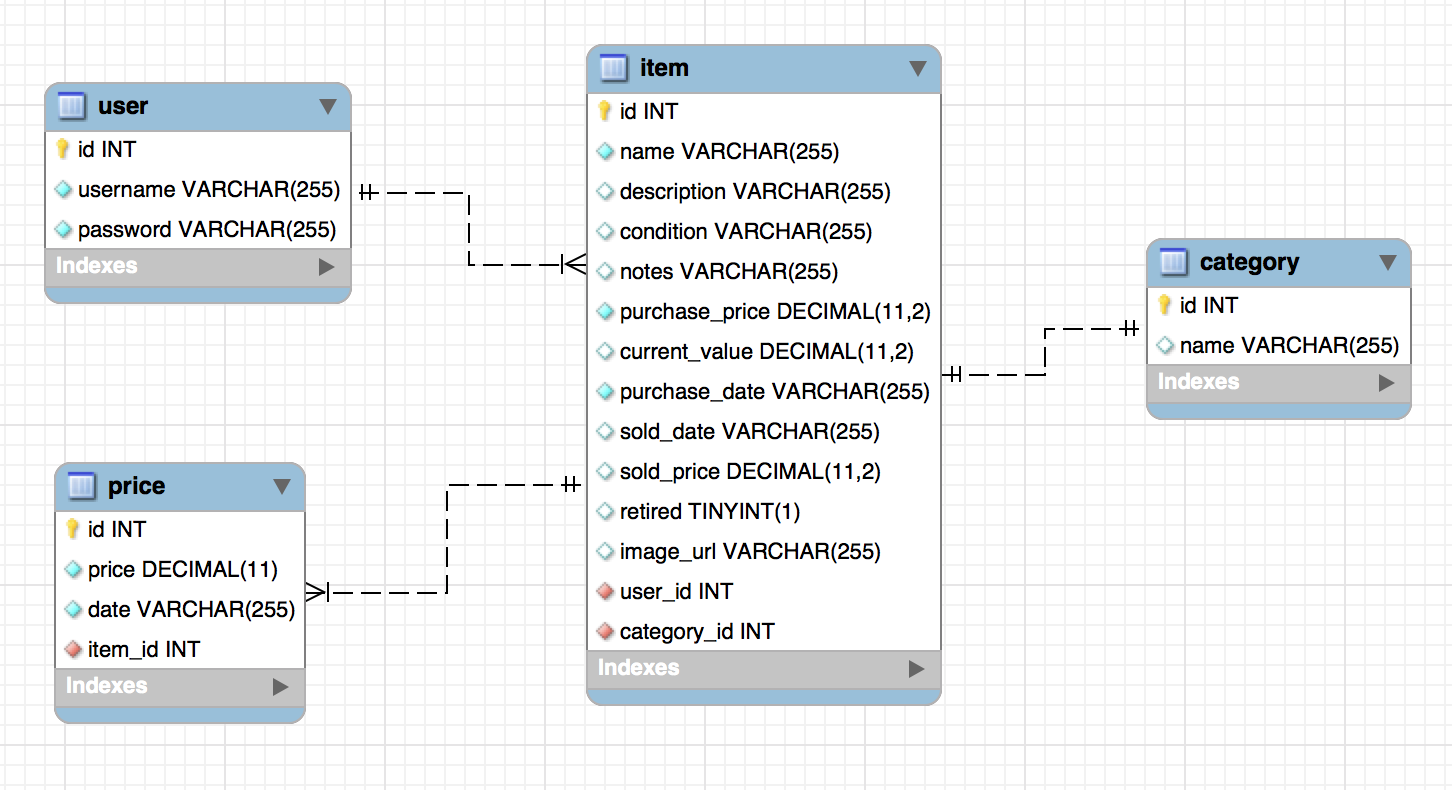 user
id INT
username VARCHAR(255)
password VARCHAR(255)
Indexes
price
id INT
price DECIMAL(11)
date VARCHAR(255)
item_id INT
Indexes
item
id INT
name VARCHAR(255)
description VARCHAR(255)
condition VARCHAR(255)
notes VARCHAR(255)
purchase_price DECIMAL(11,2)
current_value DECIMAL(11,2)
purchase_date VARCHAR(255)
sold_date VARCHAR(255)
sold_price DECIMAL(11,2)
retired TINYINT(1)
image_url VARCHAR(255)
user_id INT
category_id INT
Indexes
category
id INT
name VARCHAR(255)
Indexes